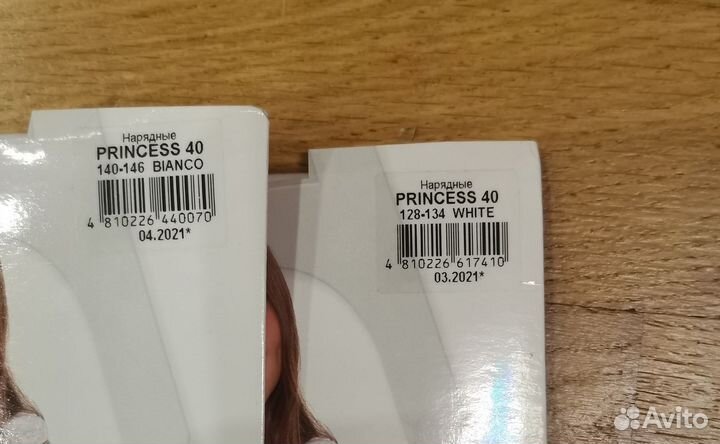 Нарядные
PRINCESS 40
140-146 BIANCO
4 810226 440070
04.2021*
Нарядные
PRINCESS 40
128-134 WHITE
4 810226 617410
03.2021*
Avito